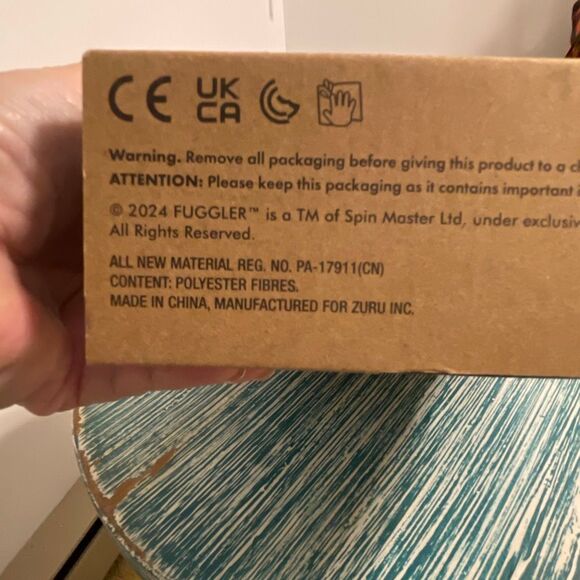 CE UK CA
Warning. Remove all packaging before giving this product to a
ATTENTION: Please keep this packaging as it contains important
© 2024 FUGGLER™ is a TM of Spin Master Ltd, under
All Rights Reserved.
ALL NEW MATERIAL REG. NO. PA-17911(CN)
CONTENT: POLYESTER FIBRES.
MADE IN CHINA, MANUFACTURED FOR ZURU INC.